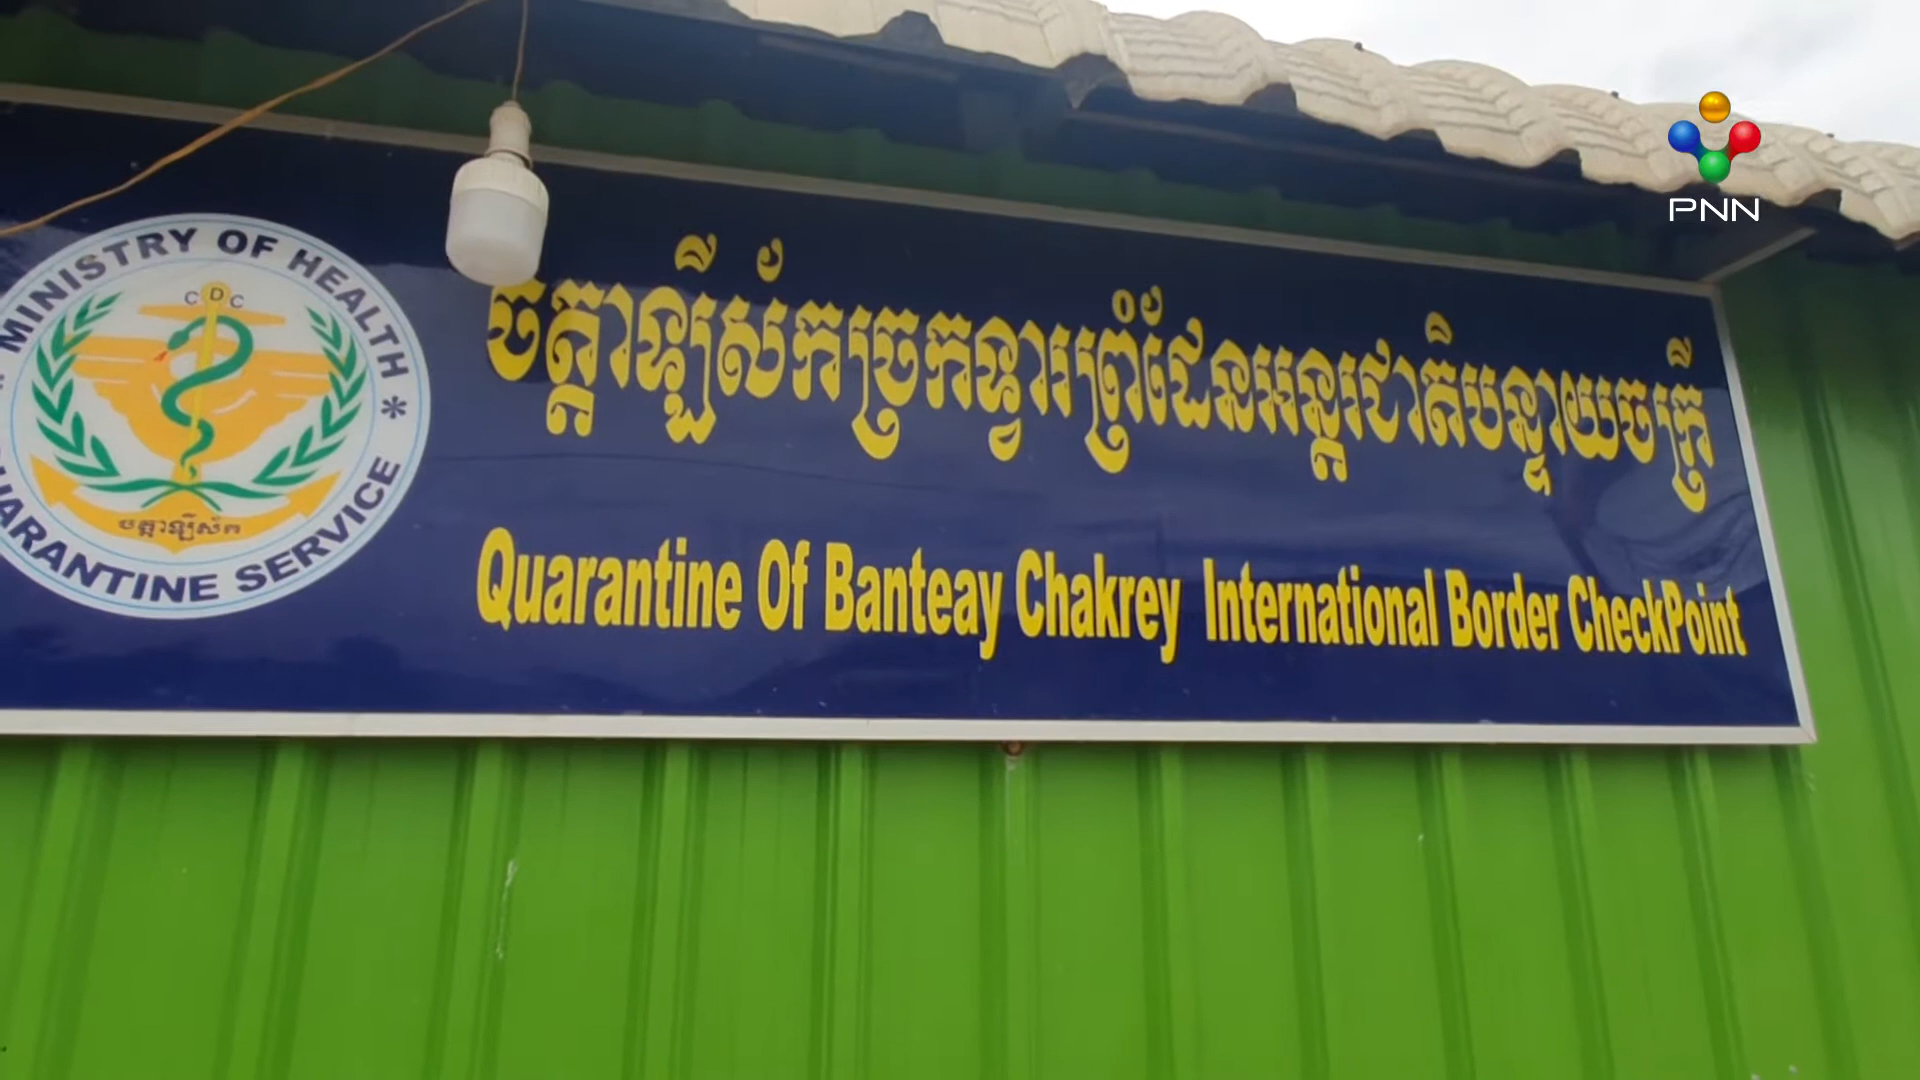 MINISTRY OF HEALTH
CDC
ចត្តាឡីស័ក
QUARANTINE SERVICE
ចត្តាឡីស័កច្រកទ្វារព្រំដែនអន្តរជាតិបន្ទាយចក្រី
Quarantine Of Banteay Chakrey International Border CheckPoint
PNN